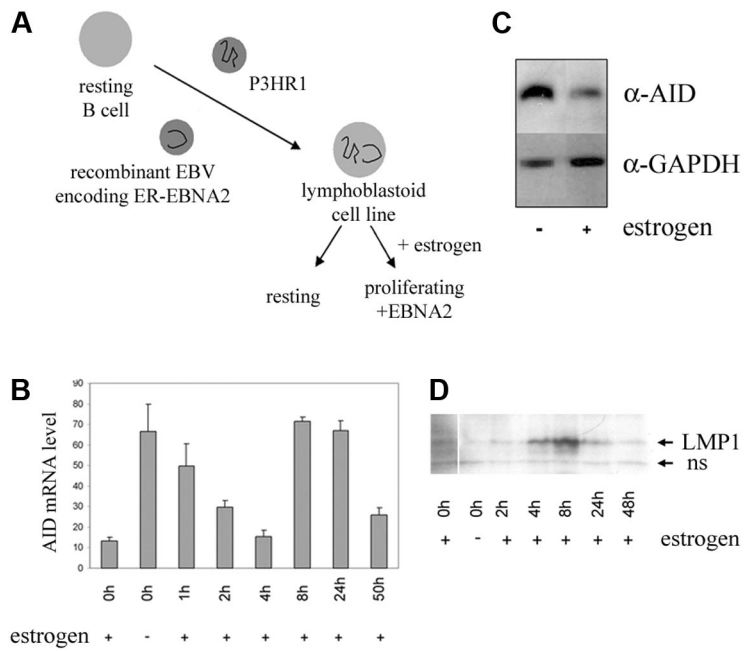 A
resting
B cell
P3HR1
recombinant EBV
encoding ER-EBNA2
lymphoblastoid
cell line
+ estrogen
resting
proliferating
+EBNA2
C
α-AID
α-GAPDH
- + estrogen
B
AID mRNA level
90
80
70
60
50
40
30
20
10
0
0h 0h 1h 2h 4h 8h 24h 50h
estrogen + - + + + + + +
D
LMP1
ns
0h 0h 2h 4h 8h 24h 48h
+ - + + + + + estrogen